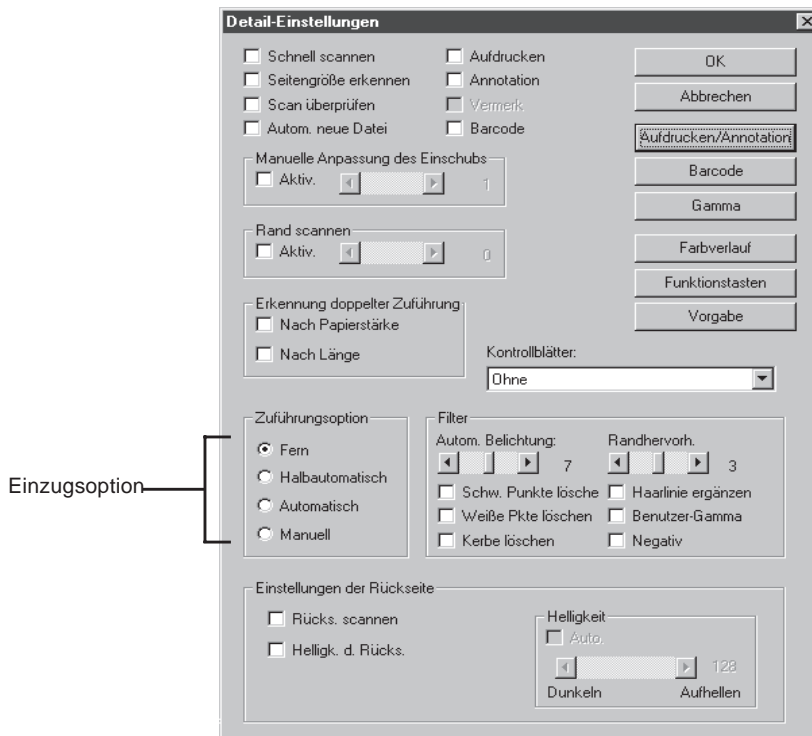 Detail-Einstellungen
Schnell scannen
Seitengröße erkennen
Scan überprüfen
Autom. neue Datei
Aufdrucken
Annotation
Vermerk
Barcode
OK
Abbrechen
Aufdrucken/Annotation
Barcode
Gamma
Farbverlauf
Funktionstasten
Vorgabe
Manuelle Anpassung des Einschubs
Aktiv. 1
Rand scannen
Aktiv. 0
Erkennung doppelter Zuführung
Nach Papierstärke
Nach Länge
Kontrollblätter:
Ohne
Einzugsoption
Zuführungsoption
Fern
Halbautomatisch
Automatisch
Manuell
Filter
Autom. Belichtung:
7
Schw. Punkte lösche
Weiße Pkte löschen
Kerbe löschen
Randhervorh.
3
Haarlinie ergänzen
Benutzer-Gamma
Negativ
Einstellungen der Rückseite
Rücks. scannen
Helligk. d. Rücks.
Helligkeit
Auto.
128
Dunkeln Aufhellen